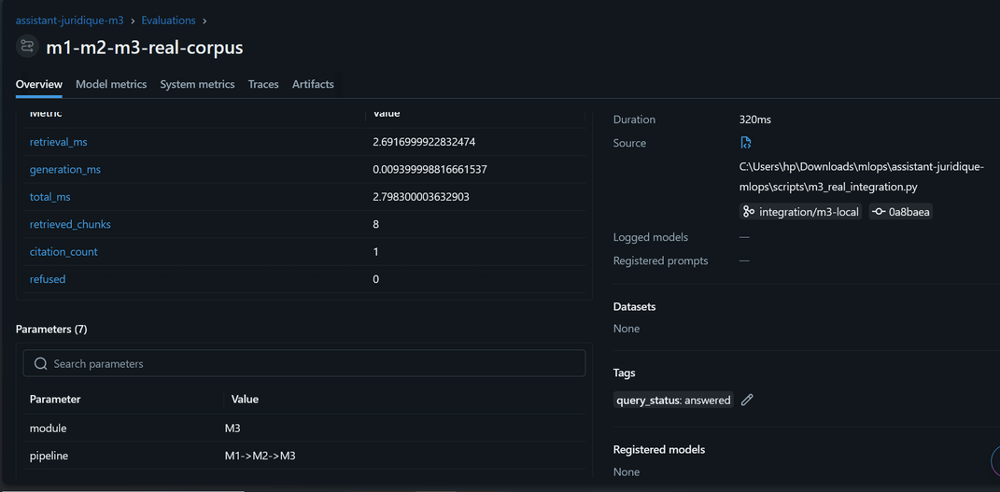 assistant-juridique-m3 > Evaluations >
m1-m2-m3-real-corpus
Overview Model metrics System metrics Traces Artifacts
Metric Value
retrieval_ms 2.6916999922832474
generation_ms 0.009399998816661537
total_ms 2.798300003632903
retrieved_chunks 8
citation_count 1
refused 0
Parameters (7)
Search parameters
Parameter Value
module M3
pipeline M1->M2->M3
Duration 320ms
Source
C:\Users\hp\Downloads\mlops\assistant-juridique-
mlops\scripts\m3_real_integration.py
integration/m3-local 0a8baea
Logged models —
Registered prompts —
Datasets
None
Tags
query_status: answered
Registered models
None